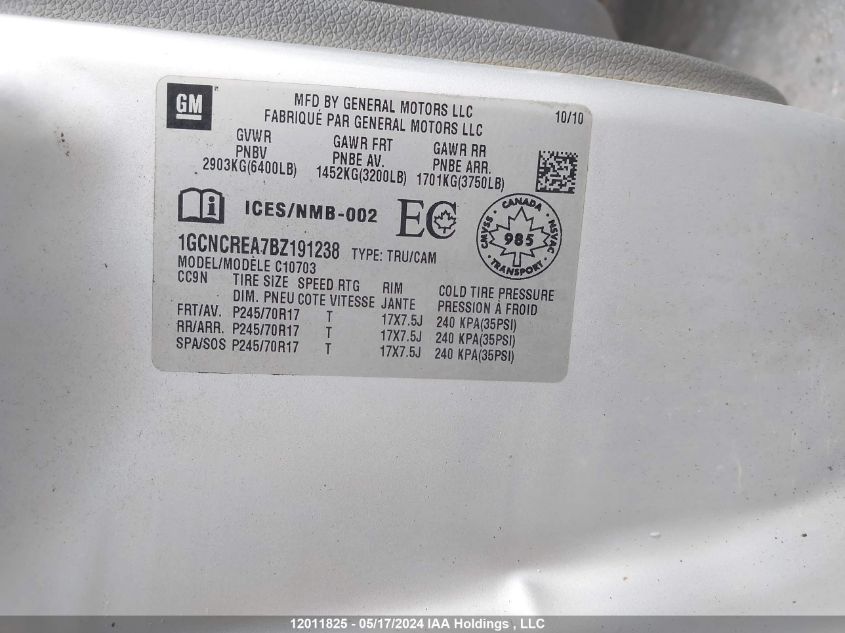 GM
MFD BY GENERAL MOTORS LLC
FABRIQUÉ PAR GENERAL MOTORS LLC
10/10
GVWR GAWR FRT GAWR RR
PNBV PNBE AV. PNBE ARR.
2903KG(6400LB) 1452KG(3200LB) 1701KG(3750LB)
ICES/NMB-002 EC
CANADA
CMVSS 985 NSVAC
TRANSPORT
1GCNCREA7BZ191238 TYPE: TRU/CAM
MODEL/MODÈLE C10703
CC9N TIRE SIZE SPEED RTG RIM COLD TIRE PRESSURE
DIM. PNEU COTE VITESSE JANTE PRESSION À FROID
FRT/AV. P245/70R17 T 17X7.5J 240 KPA(35PSI)
RR/ARR. P245/70R17 T 17X7.5J 240 KPA(35PSI)
SPA/SOS P245/70R17 T 17X7.5J 240 KPA(35PSI)
12011825 - 05/17/2024 IAA Holdings , LLC